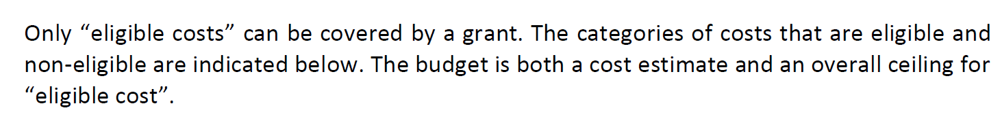 Only “eligible costs” can be covered by a grant. The categories of costs that are eligible and
non-eligible are indicated below. The budget is both a cost estimate and an overall ceiling for
“eligible cost”.